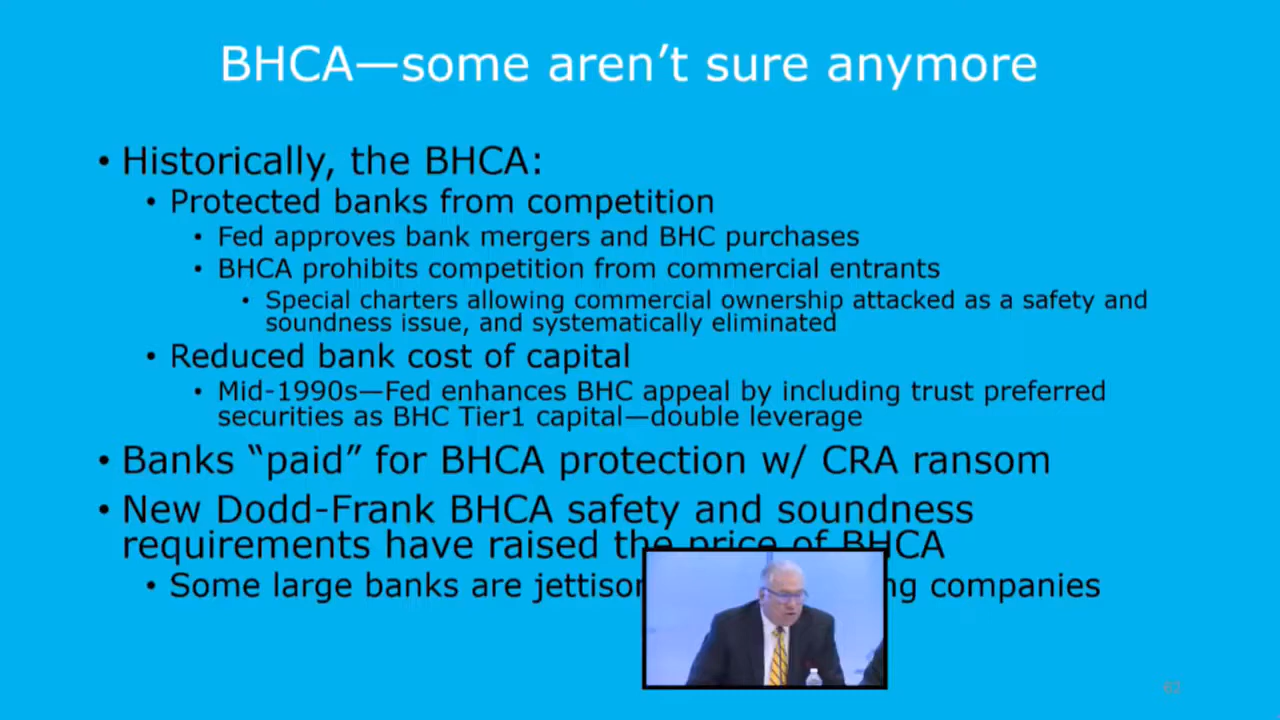 BHCA—some aren’t sure anymore
• Historically, the BHCA:
• Protected banks from competition
• Fed approves bank mergers and BHC purchases
• BHCA prohibits competition from commercial entrants
• Special charters allowing commercial ownership attacked as a safety and
soundness issue, and systematically eliminated
• Reduced bank cost of capital
• Mid-1990s—Fed enhances BHC appeal by including trust preferred
securities as BHC Tier1 capital—double leverage
• Banks “paid” for BHCA protection w/ CRA ransom
• New Dodd-Frank BHCA safety and soundness
requirements have raised the price of BHCA
• Some large banks are companies